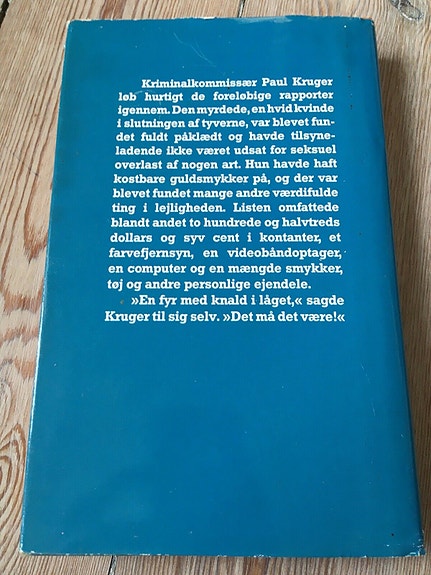 Kriminalkommissær Paul Kruger
løb hurtigt de foreløbige rapporter
igennem. Den myrdede, en hvid kvinde
i slutningen af tyverne, var blevet fun-
det fuldt påklædt og havde tilsyne-
ladende ikke været udsat for seksuel
overlast af nogen art. Hun havde haft
kostbare guldsmykker på, og der var
blevet fundet mange andre værdifulde
ting i lejligheden. Listen omfattede
blandt andet to hundrede og halvtreds
dollars og syv cent i kontanter, et
farvefjernsyn, en videobåndoptager,
en computer og en mængde smykker,
tøj og andre personlige ejendele.
»En fyr med knald i låget,« sagde
Kruger til sig selv. »Det må det være!«